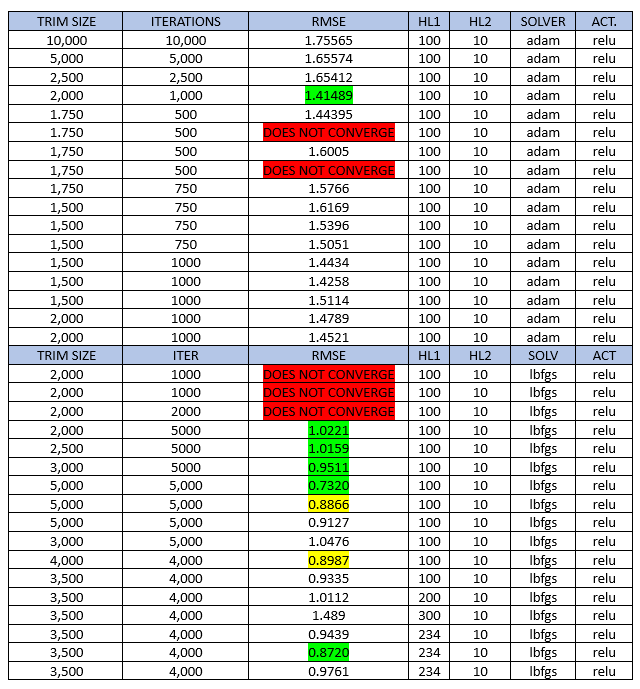 TRIM SIZE ITERATIONS RMSE HL1 HL2 SOLVER ACT.
10,000 10,000 1.75565 100 10 adam relu
5,000 5,000 1.65574 100 10 adam relu
2,500 2,500 1.65412 100 10 adam relu
2,000 1,000 1.41489 100 10 adam relu
1.750 500 1.44395 100 10 adam relu
1.750 500 DOES NOT CONVERGE 100 10 adam relu
1,750 500 1.6005 100 10 adam relu
1,750 500 DOES NOT CONVERGE 100 10 adam relu
1,750 750 1.5766 100 10 adam relu
1,500 750 1.6169 100 10 adam relu
1,500 750 1.5396 100 10 adam relu
1,500 750 1.5051 100 10 adam relu
1,500 1000 1.4434 100 10 adam relu
1,500 1000 1.4258 100 10 adam relu
1,500 1000 1.5114 100 10 adam relu
2,000 1000 1.4789 100 10 adam relu
2,000 1000 1.4521 100 10 adam relu
TRIM SIZE ITER RMSE HL1 HL2 SOLV ACT
2,000 1000 DOES NOT CONVERGE 100 10 lbfgs relu
2,000 1000 DOES NOT CONVERGE 100 10 lbfgs relu
2,000 2000 DOES NOT CONVERGE 100 10 lbfgs relu
2,000 5000 1.0221 100 10 lbfgs relu
2,500 5000 1.0159 100 10 lbfgs relu
3,000 5000 0.9511 100 10 lbfgs relu
5,000 5,000 0.7320 100 10 lbfgs relu
5,000 5,000 0.8866 100 10 lbfgs relu
5,000 5,000 0.9127 100 10 lbfgs relu
3,000 5,000 1.0476 100 10 lbfgs relu
4,000 4,000 0.8987 100 10 lbfgs relu
3,500 4,000 0.9335 100 10 lbfgs relu
3,500 4,000 1.0112 200 10 lbfgs relu
3,500 4,000 1.489 300 10 lbfgs relu
3,500 4,000 0.9439 234 10 lbfgs relu
3,500 4,000 0.8720 234 10 lbfgs relu
3,500 4,000 0.9761 234 10 lbfgs relu